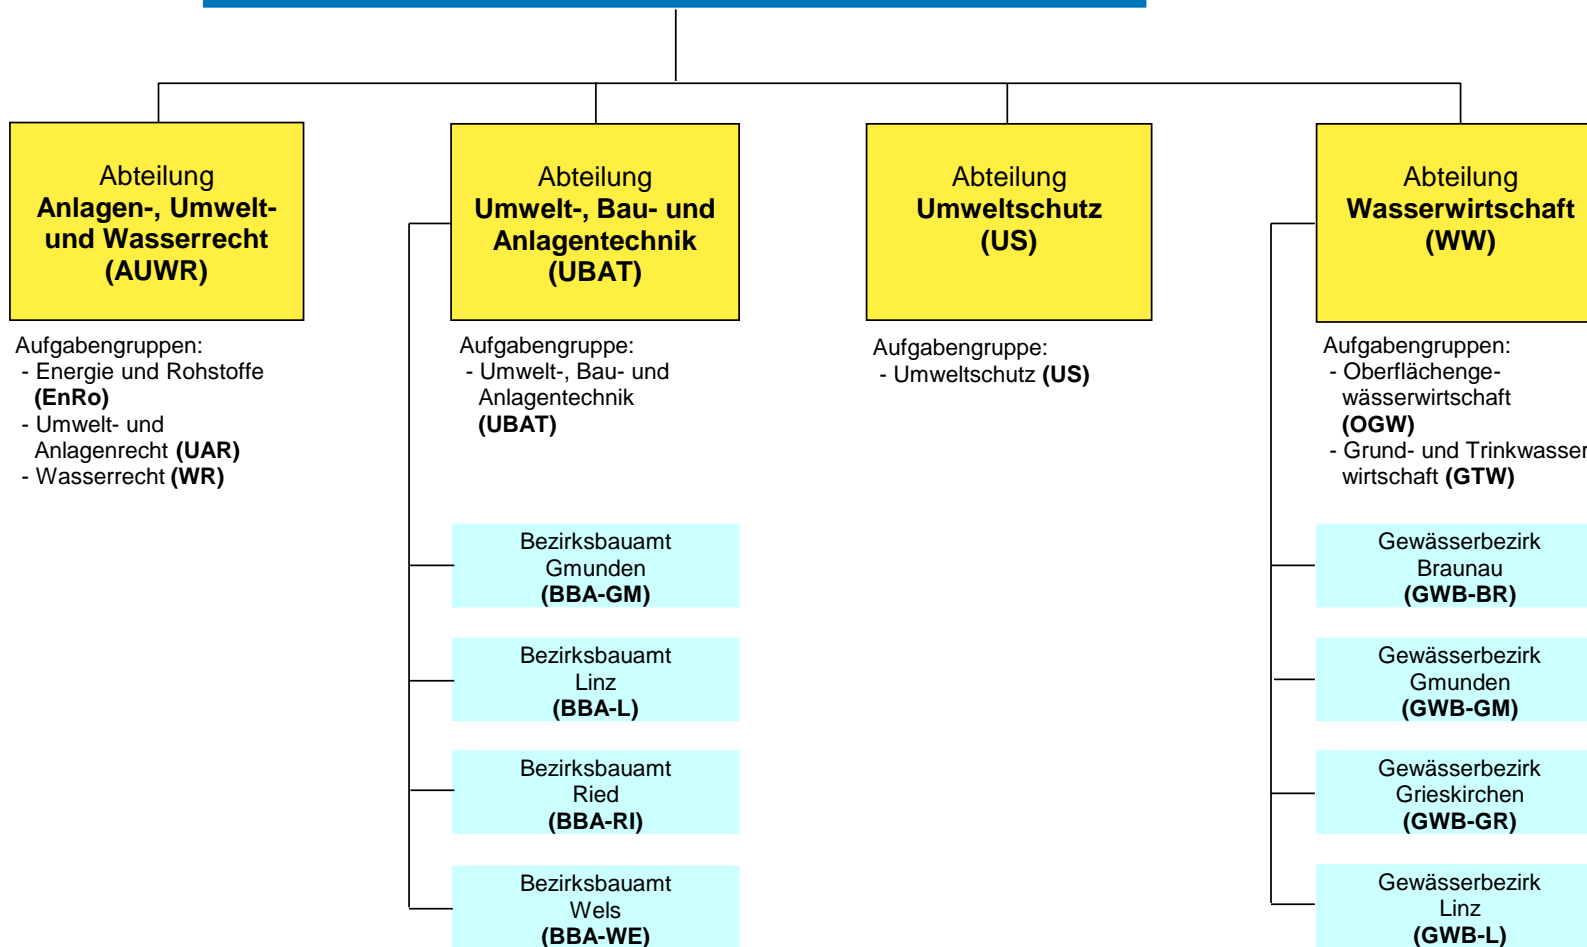 Abteilung
Anlagen-, Umwelt-
und Wasserrecht
(AUWR)
Aufgabengruppen:
- Energie und Rohstoffe
(EnRo)
- Umwelt- und
Anlagenrecht (UAR)
- Wasserrecht (WR)
Abteilung
Umwelt-, Bau- und
Anlagentechnik
(UBAT)
Aufgabengruppe:
- Umwelt-, Bau- und
Anlagentechnik
(UBAT)
Bezirksbauamt
Gmunden
(BBA-GM)
Bezirksbauamt
Linz
(BBA-L)
Bezirksbauamt
Ried
(BBA-RI)
Bezirksbauamt
Wels
(BBA-WE)
Abteilung
Umweltschutz
(US)
Aufgabengruppe:
- Umweltschutz (US)
Abteilung
Wasserwirtschaft
(WW)
Aufgabengruppen:
- Oberflächenge-
wässerwirtschaft
(OGW)
- Grund- und Trinkwasser
wirtschaft (GTW)
Gewässerbezirk
Braunau
(GWB-BR)
Gewässerbezirk
Gmunden
(GWB-GM)
Gewässerbezirk
Grieskirchen
(GWB-GR)
Gewässerbezirk
Linz
(GWB-L)